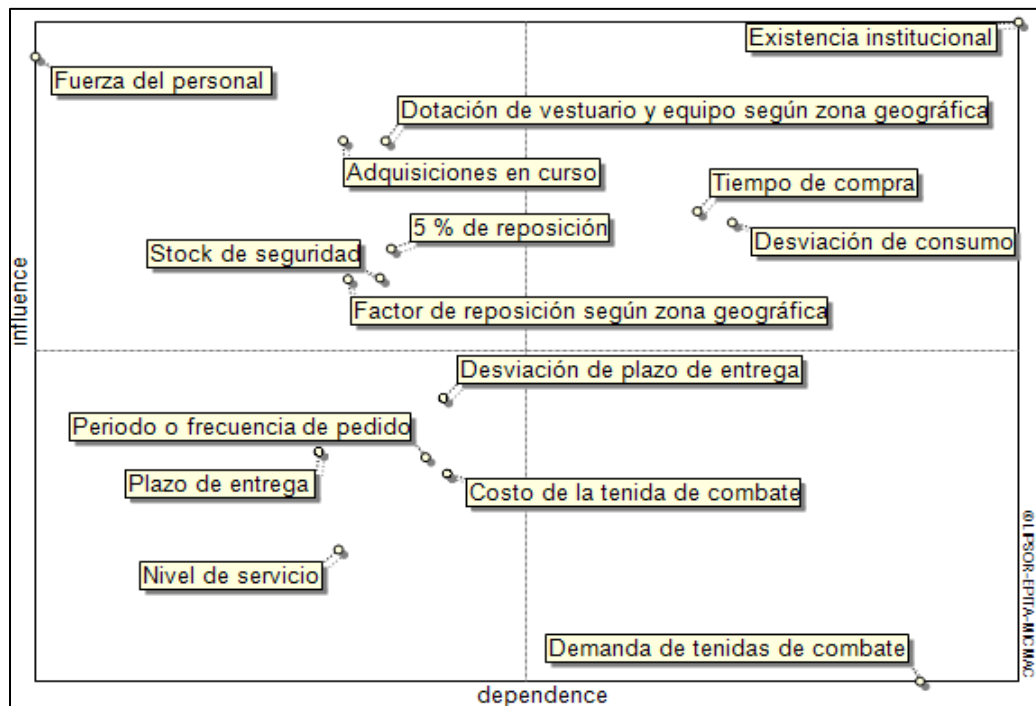 Existencia institucional
Fuerza del personal
Dotación de vestuario y equipo según zona geográfica
Adquisiciones en curso
Tiempo de compra
5 % de reposición
Desviación de consumo
Stock de seguridad
Factor de reposición según zona geográfica
influence
Desviación de plazo de entrega
Periodo o frecuencia de pedido
Plazo de entrega
Costo de la tenida de combate
Nivel de servicio
Demanda de tenidas de combate
dependence
© LIPSOR-EPITA-MICMAC